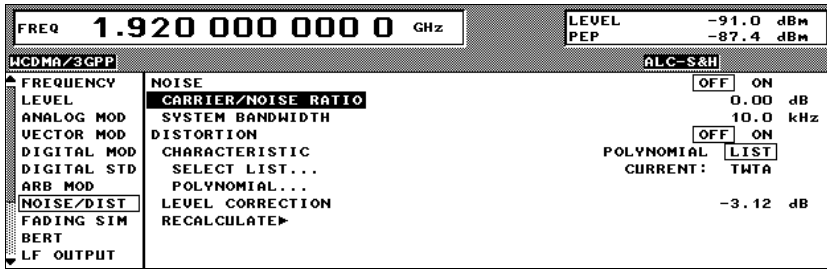 FREQ 1.920 000 000 0 GHz
LEVEL -91.0 dBm
PEP -87.4 dBm
WCDMA/3GPP ALC-S&H
FREQUENCY
LEVEL
ANALOG MOD
VECTOR MOD
DIGITAL MOD
DIGITAL STD
ARB MOD
NOISE/DIST
FADING SIM
BERT
LF OUTPUT
NOISE OFF ON
CARRIER/NOISE RATIO 0.00 dB
SYSTEM BANDWIDTH 10.0 kHz
DISTORTION OFF ON
CHARACTERISTIC POLYNOMIAL LIST
SELECT LIST... CURRENT: TWTA
POLYNOMIAL...
LEVEL CORRECTION -3.12 dB
RECALCULATE▶